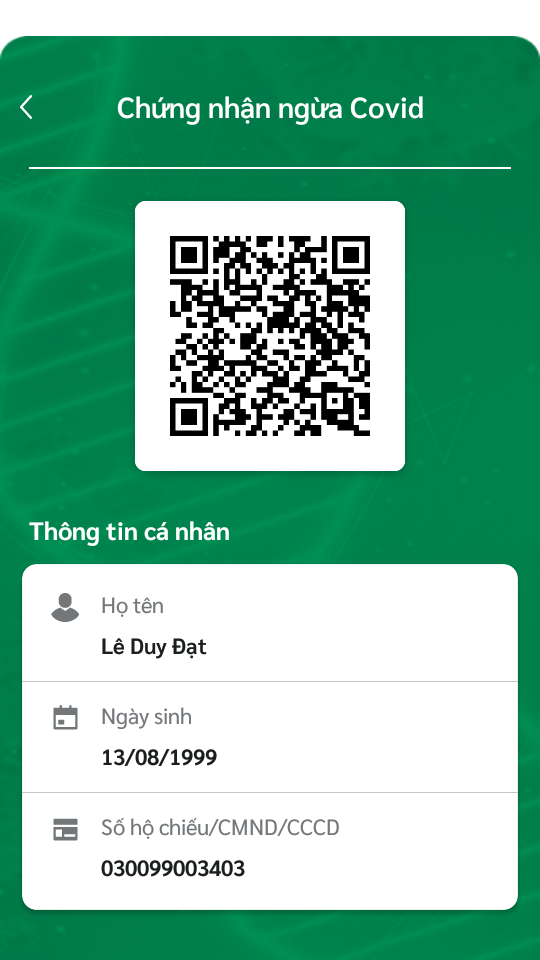 Chứng nhận ngừa Covid
Thông tin cá nhân
Họ tên
Lê Duy Đạt
Ngày sinh
13/08/1999
Số hộ chiếu/CMND/CCCD
030099003403